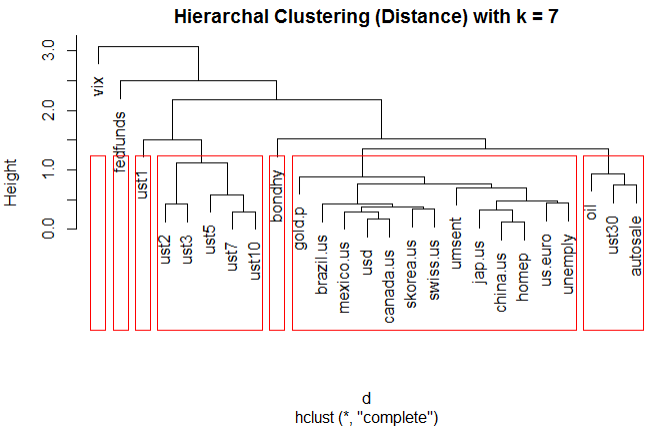 Hierarchal Clustering (Distance) with k = 7
Height
3.0
2.0
1.0
0.0
vix
fedfunds
ust1
ust2
ust3
ust5
ust7
ust10
bondhy
gold.p
brazil.us
mexico.us
usd
canada.us
skorea.us
swiss.us
umsent
jap.us
china.us
homep
us.euro
unemply
oil
ust30
autosale
d
hclust (*, "complete")